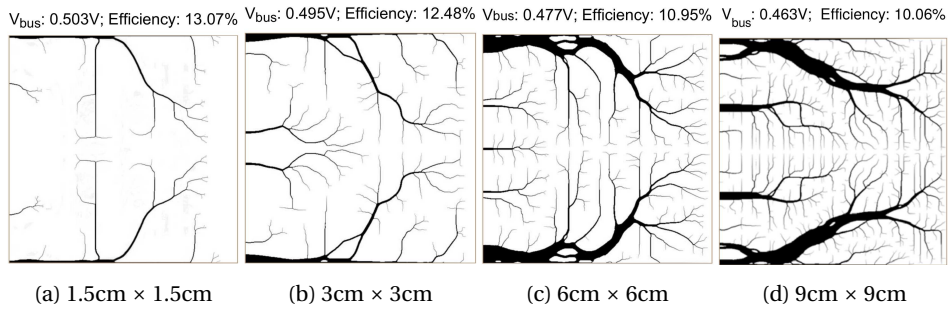 Vbus: 0.503V; Efficiency: 13.07%
Vbus: 0.495V; Efficiency: 12.48%
Vbus: 0.477V; Efficiency: 10.95%
Vbus: 0.463V; Efficiency: 10.06%
(a) 1.5cm × 1.5cm
(b) 3cm × 3cm
(c) 6cm × 6cm
(d) 9cm × 9cm